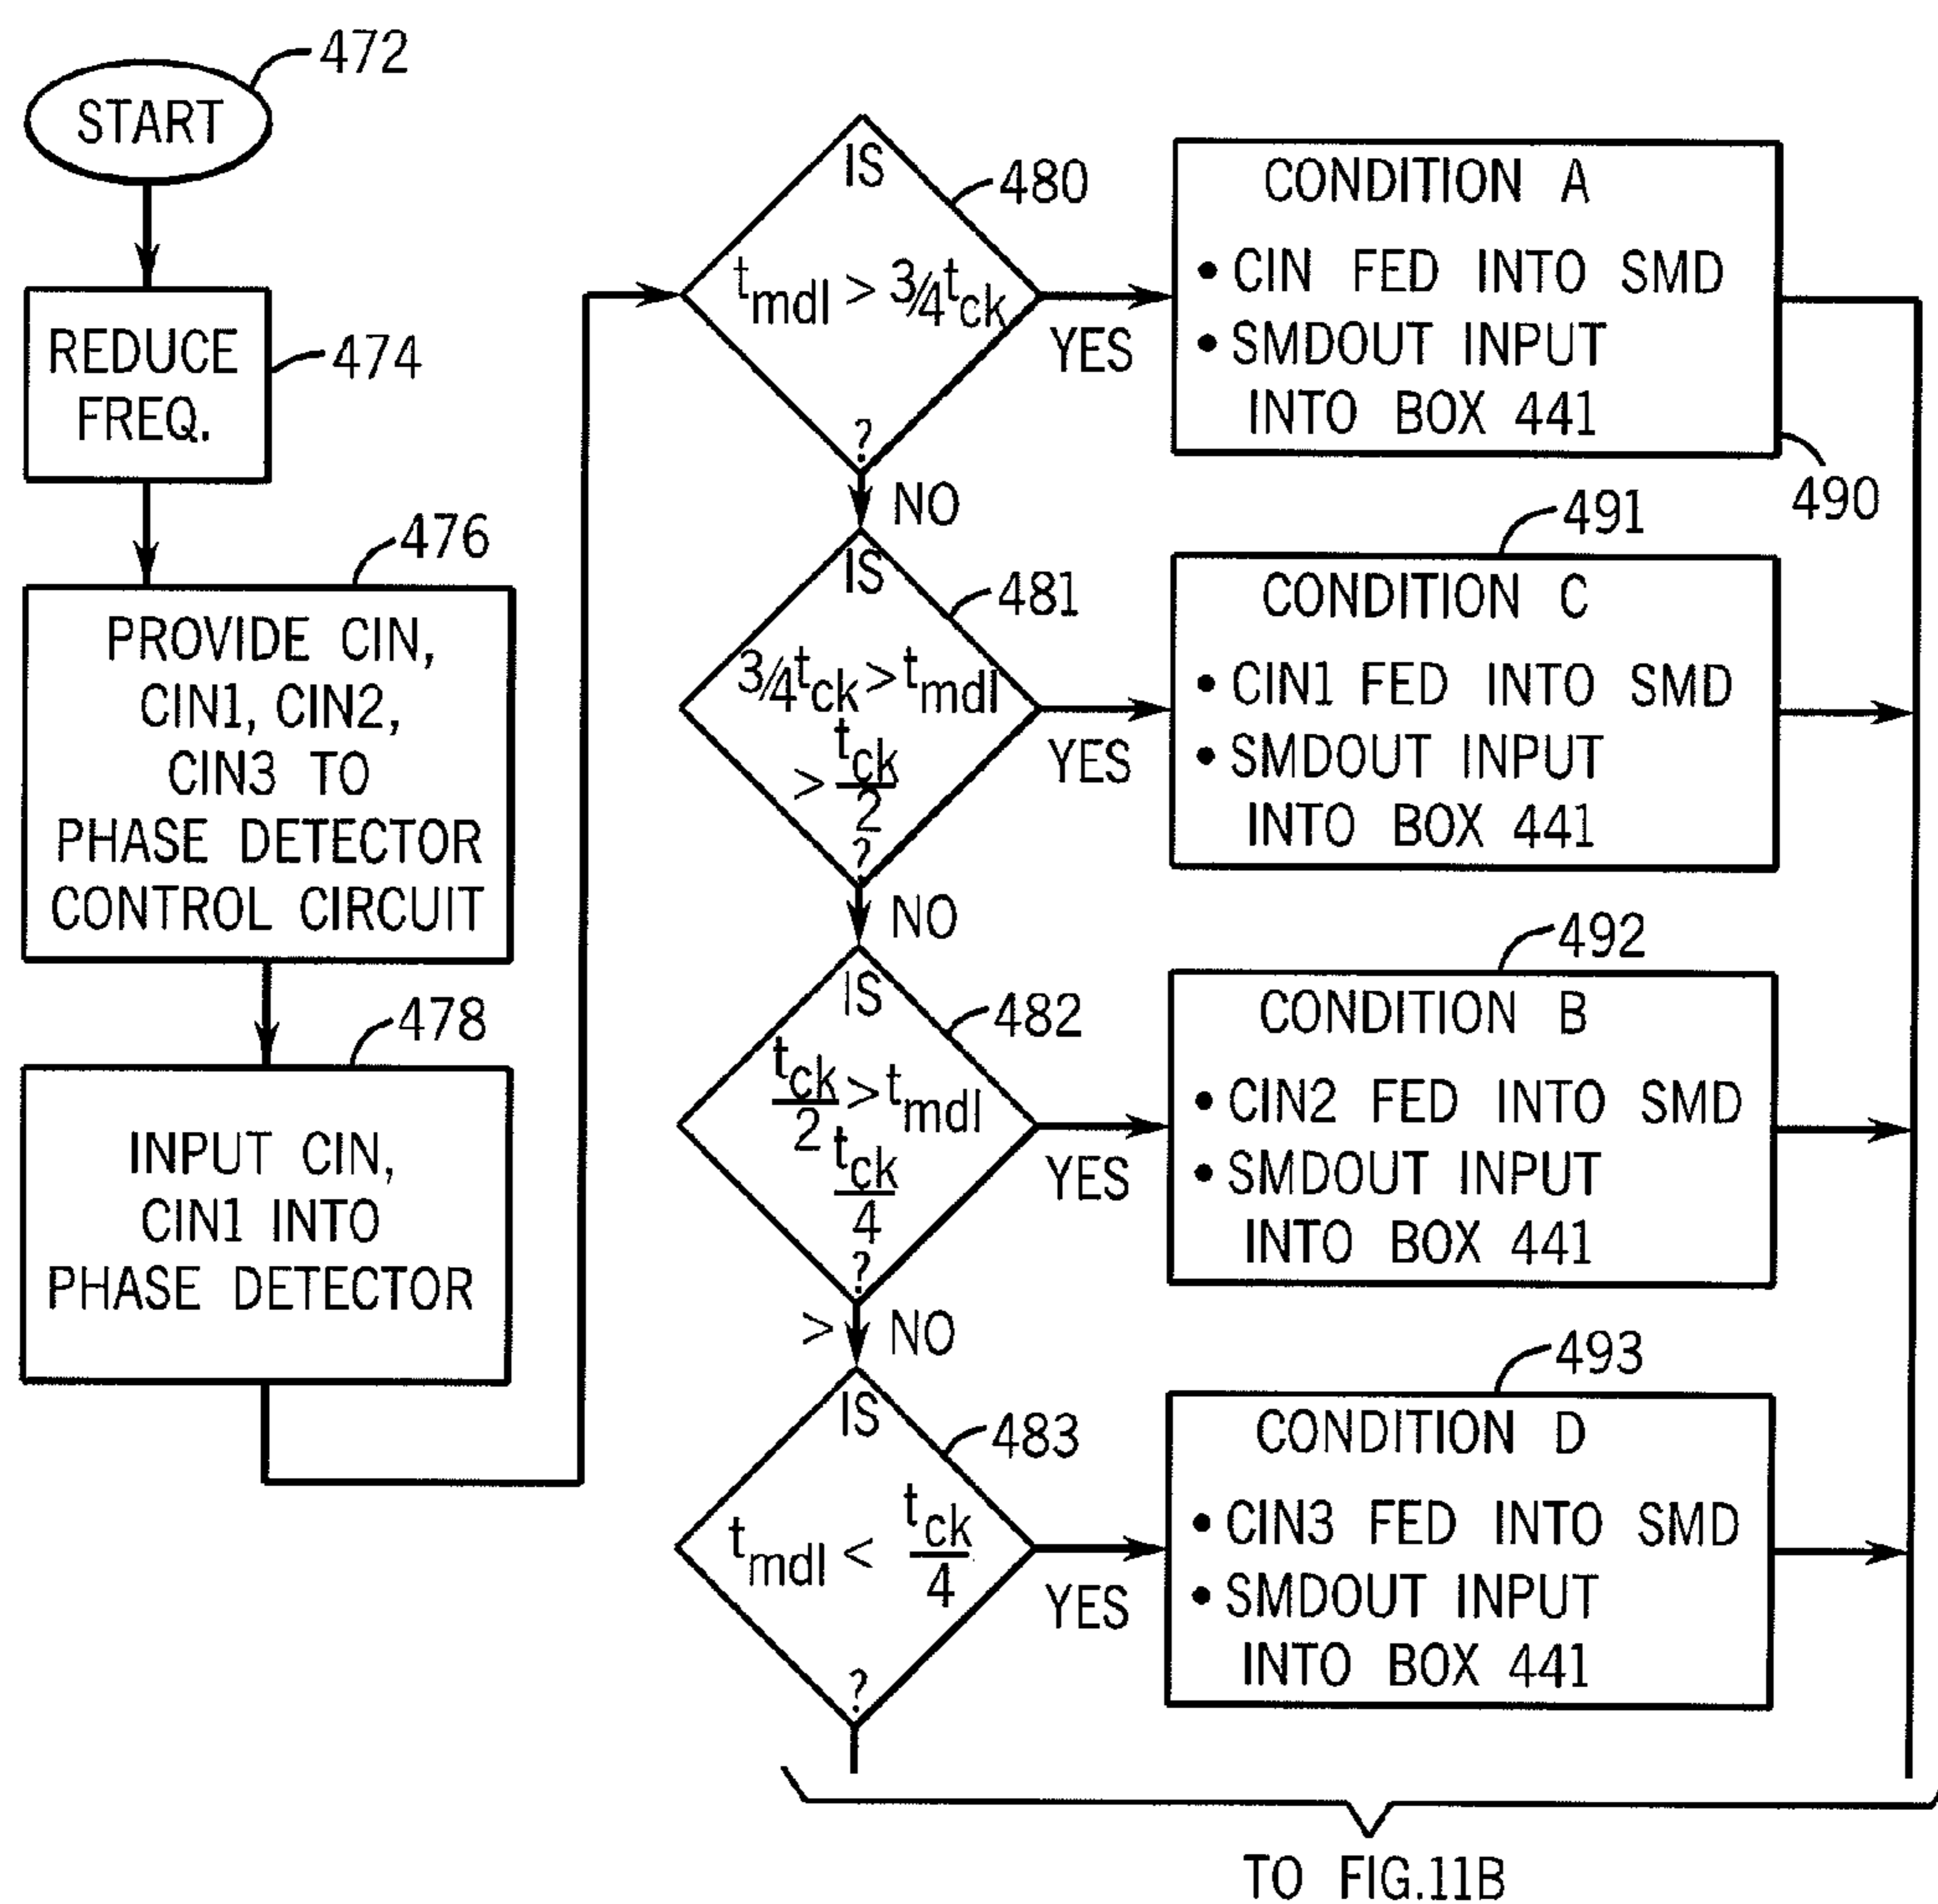 START
472
REDUCE
FREQ.
474
476
PROVIDE CIN,
CIN1, CIN2,
CIN3 TO
PHASE DETECTOR
CONTROL CIRCUIT
478
INPUT CIN,
CIN1 INTO
PHASE DETECTOR
IS
480
tmdl > 3/4tck
?
YES
NO
CONDITION A
• CIN FED INTO SMD
• SMDOUT INPUT
INTO BOX 441
490
IS
481
3/4tck > tmdl
> tck/2
?
YES
NO
491
CONDITION C
• CIN1 FED INTO SMD
• SMDOUT INPUT
INTO BOX 441
IS
482
tck/2 > tmdl
tck/4
?
YES
> NO
492
CONDITION B
• CIN2 FED INTO SMD
• SMDOUT INPUT
INTO BOX 441
IS
483
tmdl < tck/4
?
YES
493
CONDITION D
• CIN3 FED INTO SMD
• SMDOUT INPUT
INTO BOX 441
TO FIG.11B